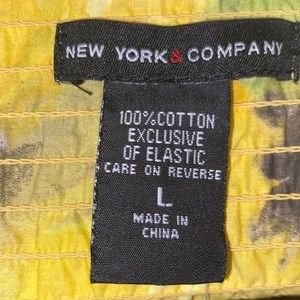 NEW YORK & COMPANY
100%COTTON
EXCLUSIVE
OF ELASTIC
CARE ON REVERSE
L
MADE IN
CHINA